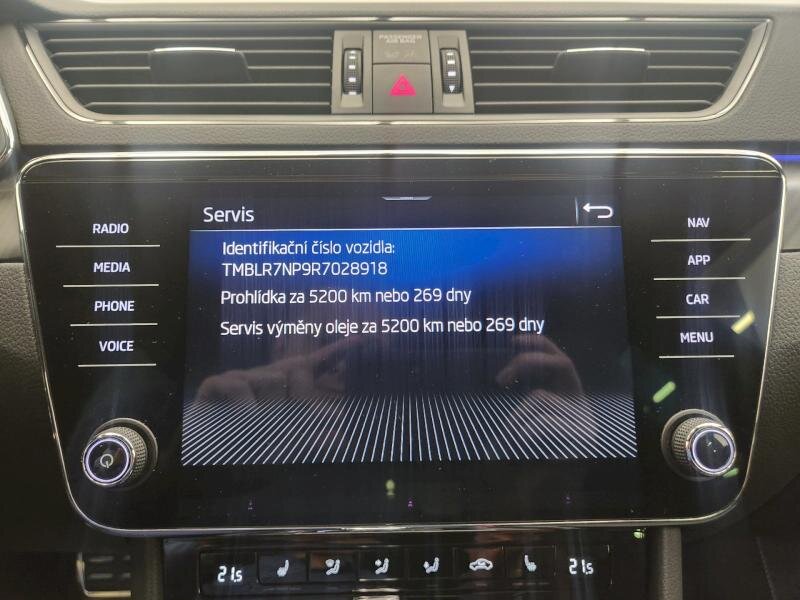 PASSENGER
AIR BAG
Servis
RADIO
MEDIA
PHONE
VOICE
Identifikační číslo vozidla:
TMBLR7NP9R7028918
Prohlídka za 5200 km nebo 269 dny
Servis výměny oleje za 5200 km nebo 269 dny
NAV
APP
CAR
MENU
21.5
21.5